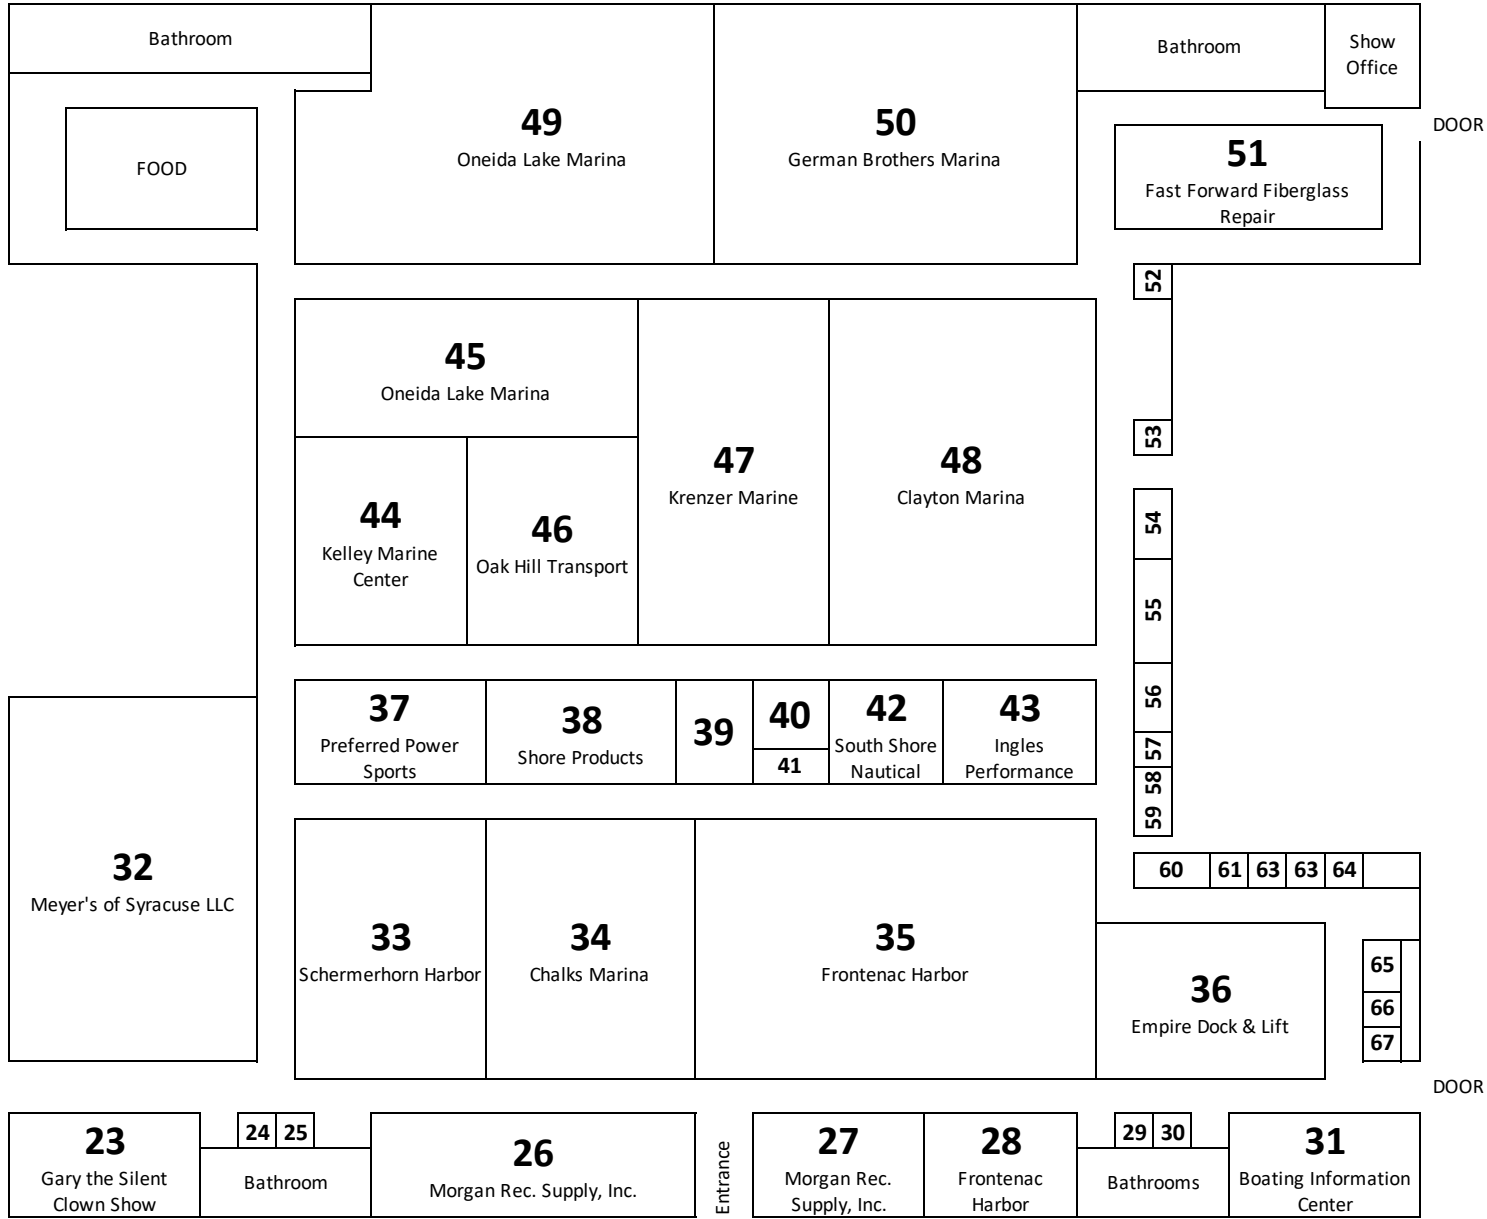 Bathroom
Bathroom
Show
Office
DOOR
FOOD
49
Oneida Lake Marina
50
German Brothers Marina
51
Fast Forward Fiberglass
Repair
52
45
Oneida Lake Marina
53
47
Krenzer Marine
48
Clayton Marina
44
Kelley Marine
Center
46
Oak Hill Transport
54
55
56
57
58
59
37
Preferred Power
Sports
38
Shore Products
39
40
41
42
South Shore
Nautical
43
Ingles
Performance
60
61
63
63
64
32
Meyer's of Syracuse LLC
33
Schermerhorn Harbor
34
Chalks Marina
35
Frontenac Harbor
36
Empire Dock & Lift
65
66
67
DOOR
23
Gary the Silent
Clown Show
24
25
Bathroom
26
Morgan Rec. Supply, Inc.
Entrance
27
Morgan Rec.
Supply, Inc.
28
Frontenac
Harbor
29
30
Bathrooms
31
Boating Information
Center